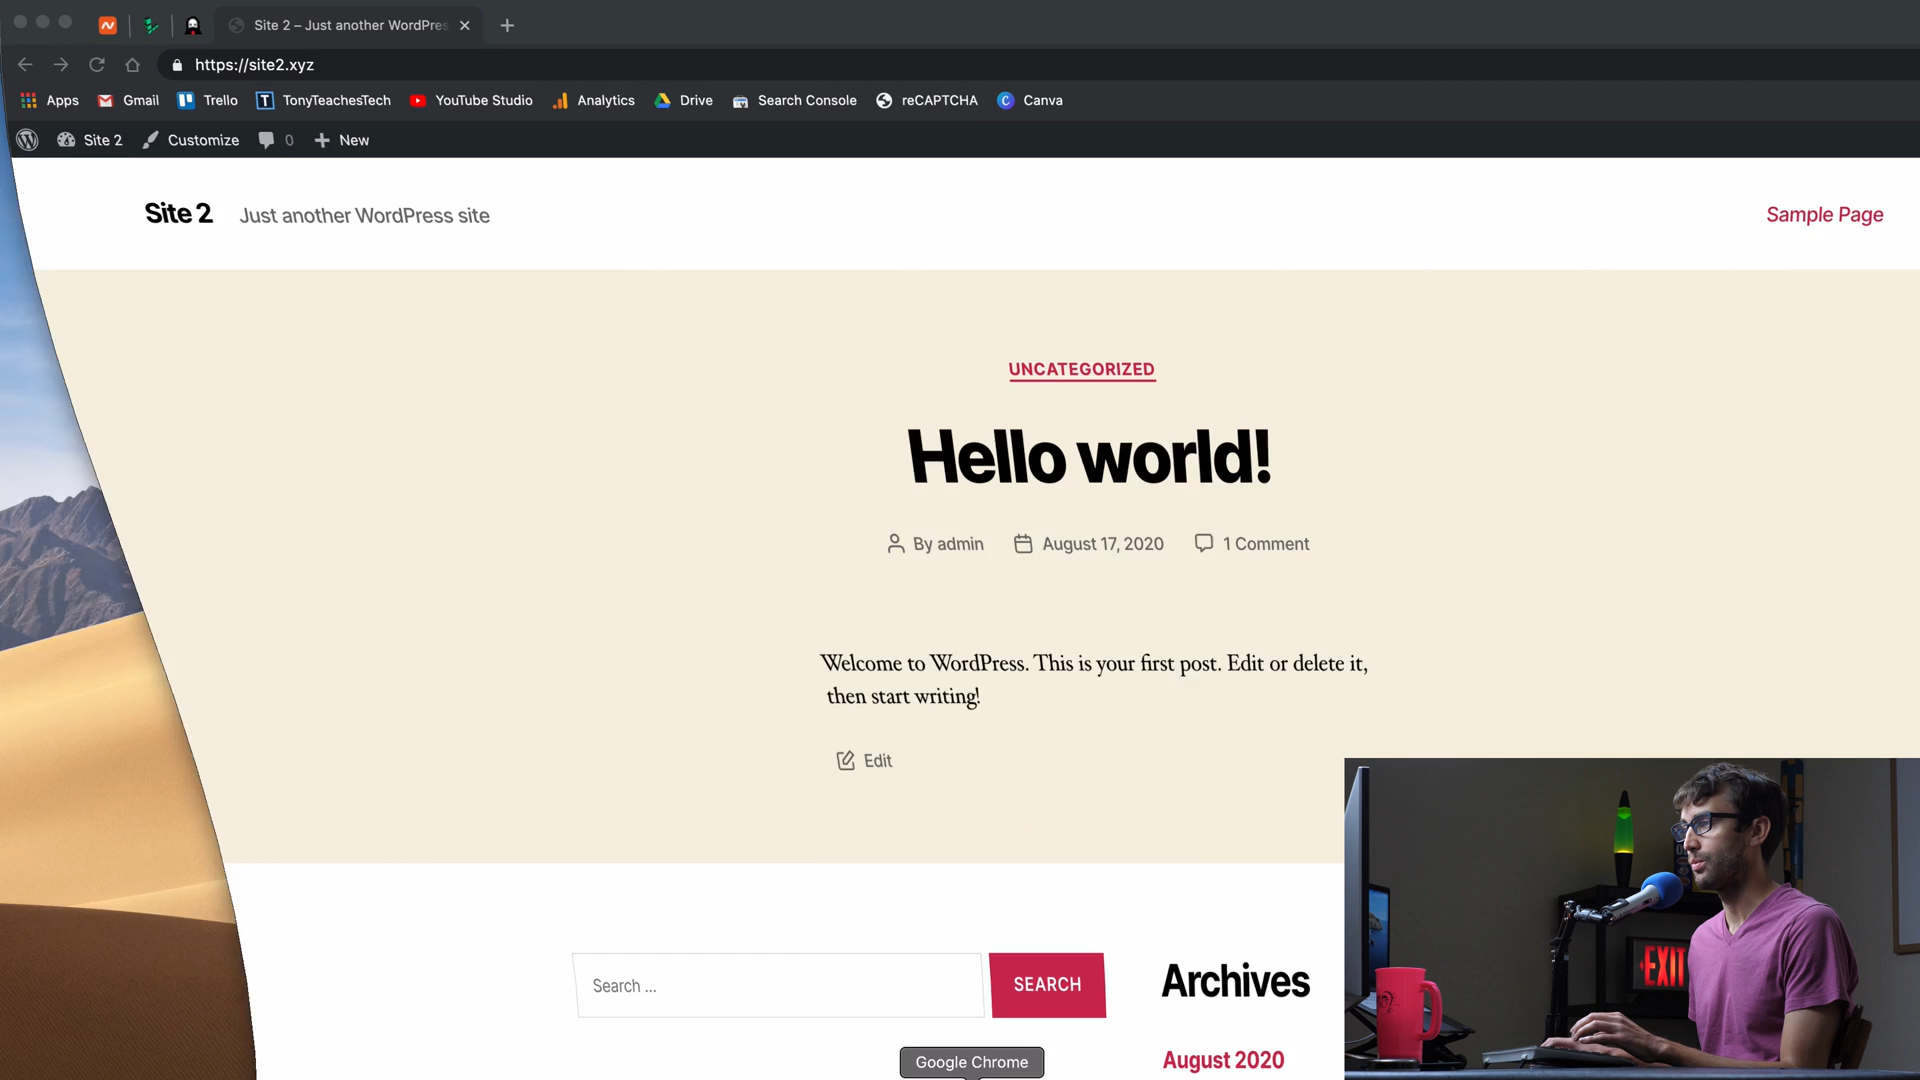 Site 2 – Just another WordPres
https://site2.xyz
Apps Gmail Trello T TonyTeachesTech YouTube Studio Analytics Drive Search Console reCAPTCHA Canva
Site 2 Customize 0 New
Site 2 Just another WordPress site Sample Page
UNCATEGORIZED
Hello world!
By admin August 17, 2020 1 Comment
Welcome to WordPress. This is your first post. Edit or delete it,
then start writing!
Edit
Search ... SEARCH Archives
EXIT
Google Chrome August 2020